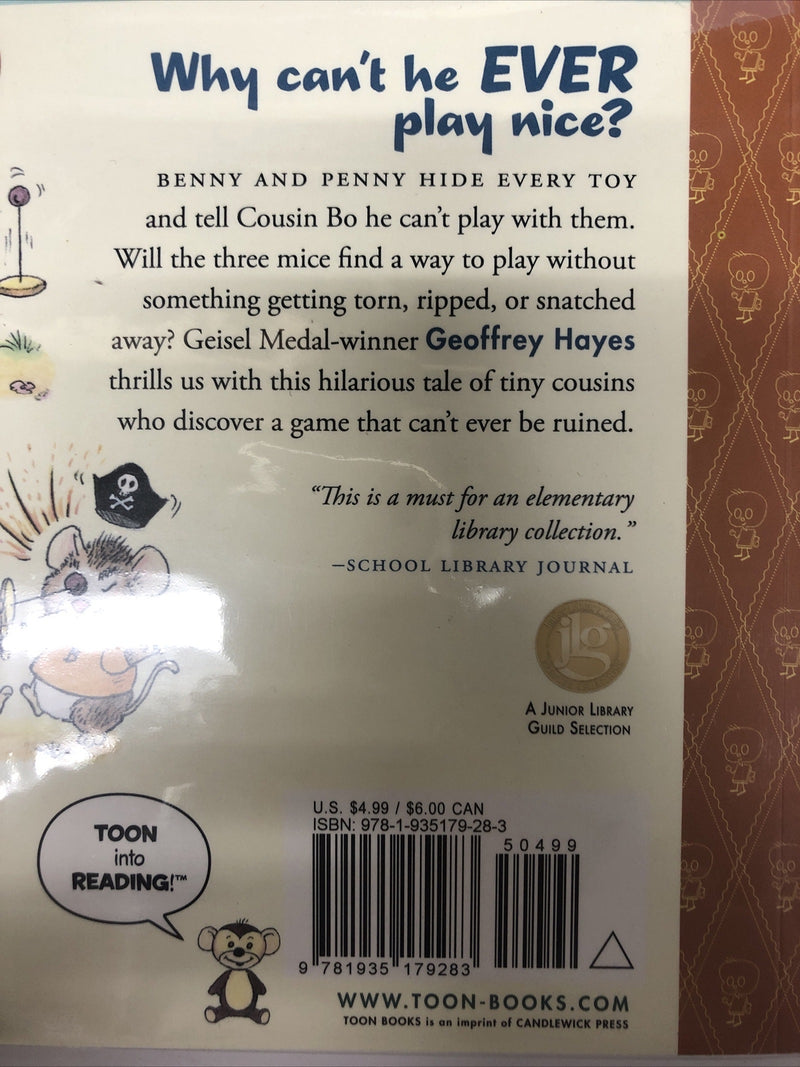 Why can't he EVER
play nice?
BENNY AND PENNY HIDE EVERY TOY
and tell Cousin Bo he can't play with them.
Will the three mice find a way to play without
something getting torn, ripped, or snatched
away? Geisel Medal-winner Geoffrey Hayes
thrills us with this hilarious tale of tiny cousins
who discover a game that can't ever be ruined.
"This is a must for an elementary
library collection."
—SCHOOL LIBRARY JOURNAL
jlg
A JUNIOR LIBRARY
GUILD SELECTION
TOON
into
READING!™
U.S. $4.99 / $6.00 CAN
ISBN: 978-1-935179-28-3
50499
9 781935 179283
WWW.TOON-BOOKS.COM
TOON BOOKS is an imprint of CANDLEWICK PRESS